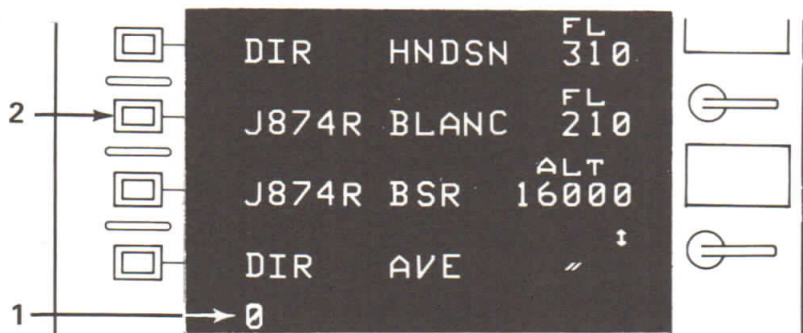 FL
DIR HNDSN 310
FL
2 J874R BLANC 210
ALT
J874R BSR 16000
↕
DIR AVE 〃
1 0